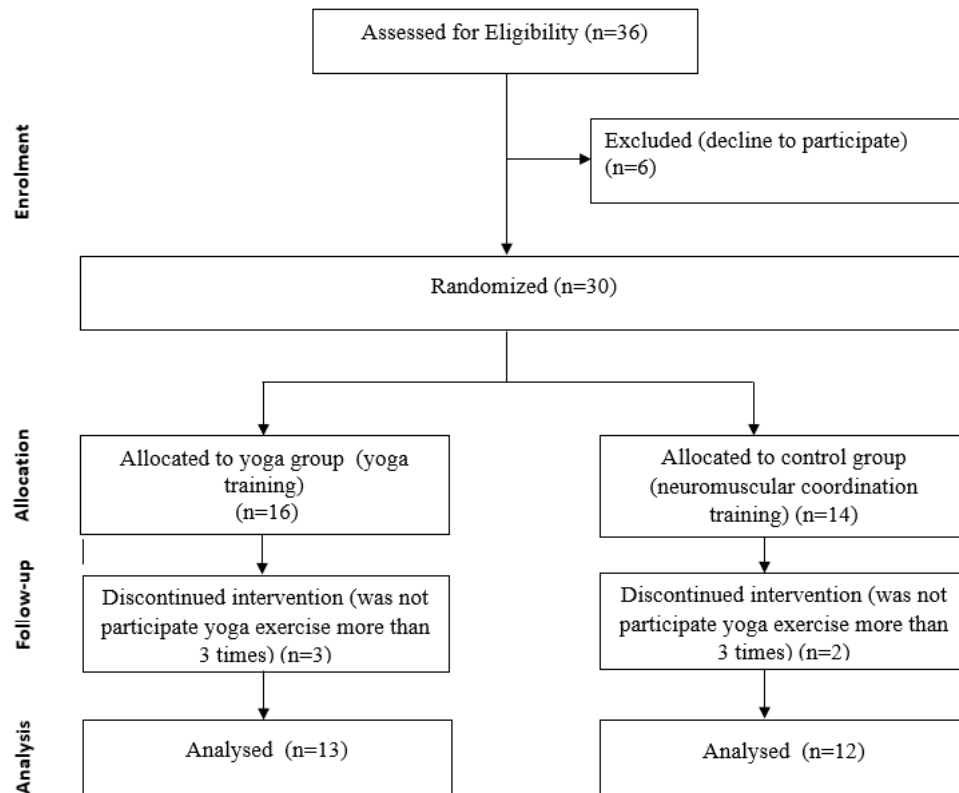 Assessed for Eligibility (n=36)
Enrolment
Excluded (decline to participate)
(n=6)
Randomized (n=30)
Allocation
Allocated to yoga group (yoga
training)
(n=16)
Allocated to control group
(neuromuscular coordination
training) (n=14)
Follow-up
Discontinued intervention (was not
participate yoga exercise more than
3 times) (n=3)
Discontinued intervention (was not
participate yoga exercise more than
3 times) (n=2)
Analysis
Analysed (n=13)
Analysed (n=12)